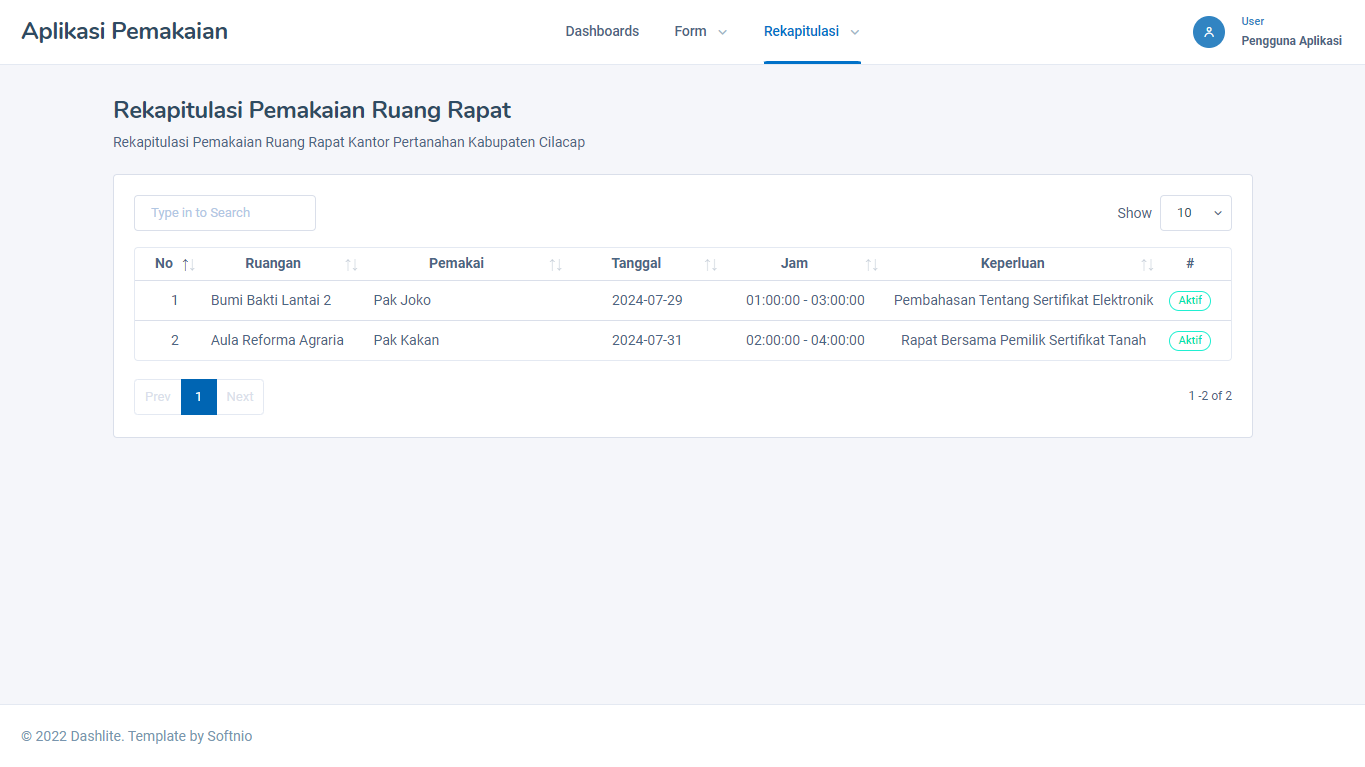 Aplikasi Pemakaian
Dashboards Form Rekapitulasi
User
Pengguna Aplikasi
Rekapitulasi Pemakaian Ruang Rapat
Rekapitulasi Pemakaian Ruang Rapat Kantor Pertanahan Kabupaten Cilacap
Type in to Search Show 10
No Ruangan Pemakai Tanggal Jam Keperluan #
1 Bumi Bakti Lantai 2 Pak Joko 2024-07-29 01:00:00 - 03:00:00 Pembahasan Tentang Sertifikat Elektronik Aktif
2 Aula Reforma Agraria Pak Kakan 2024-07-31 02:00:00 - 04:00:00 Rapat Bersama Pemilik Sertifikat Tanah Aktif
Prev 1 Next 1 -2 of 2
© 2022 Dashlite. Template by Softnio